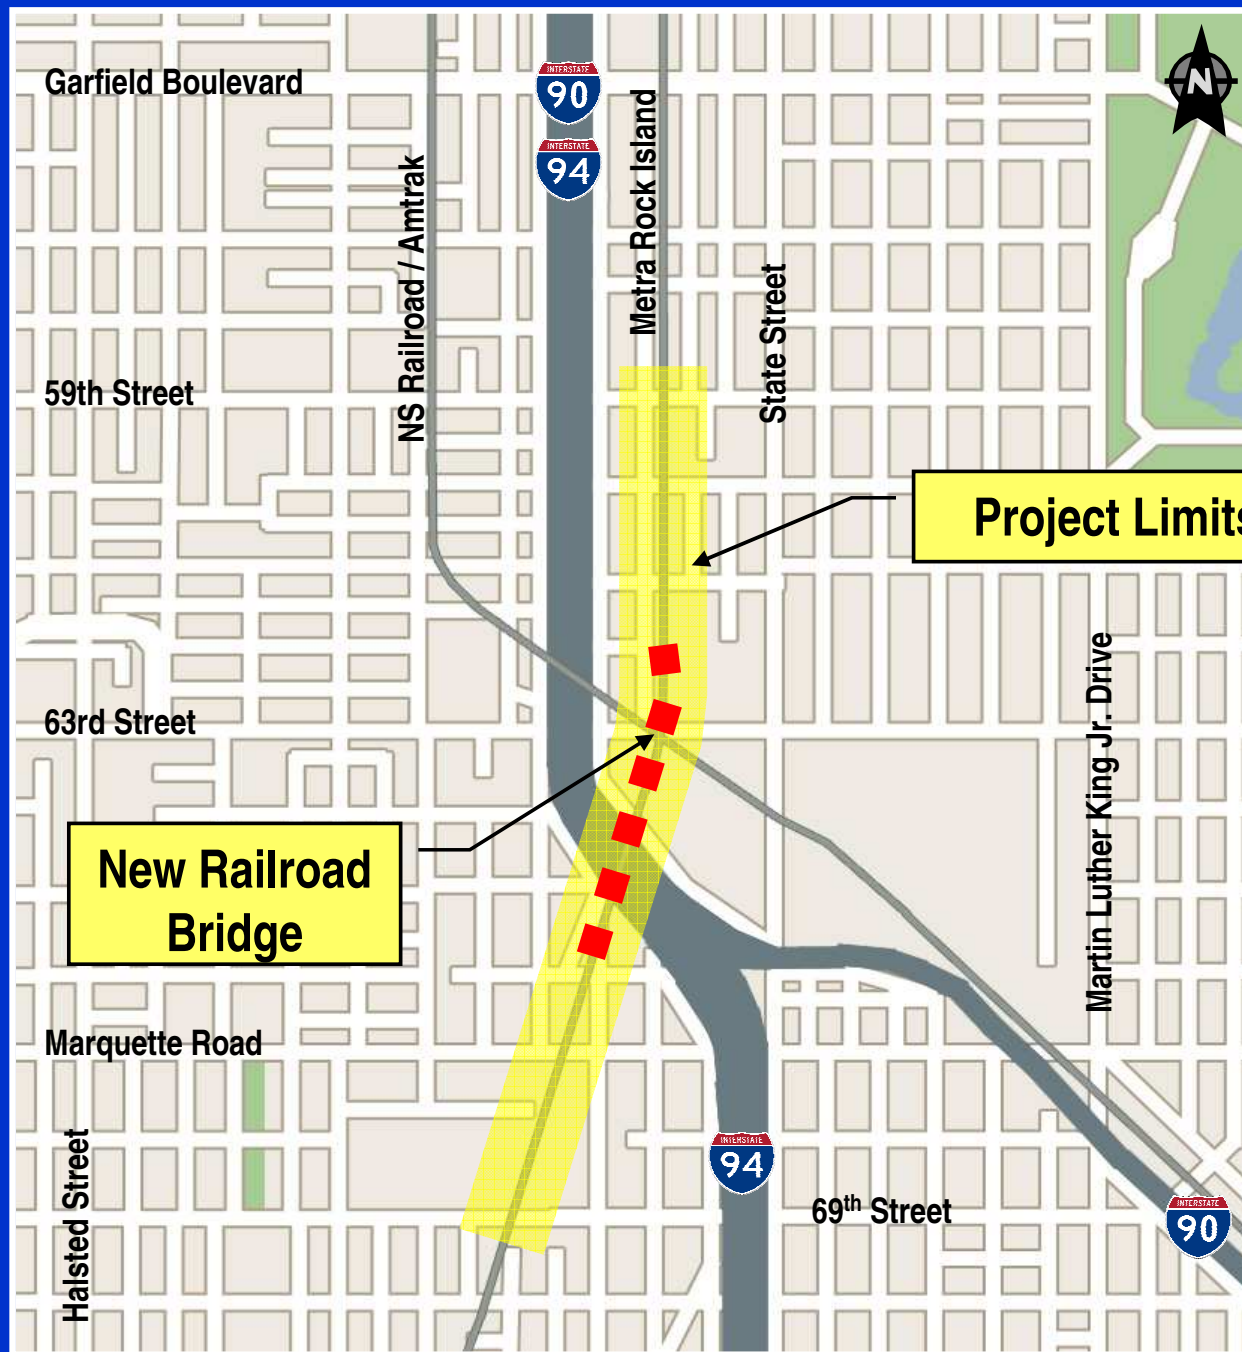 Garfield Boulevard
INTERSTATE
90
INTERSTATE
94
N
Metra Rock Island
NS Railroad / Amtrak
State Street
59th Street
Project Limits
63rd Street
Martin Luther King Jr. Drive
New Railroad
Bridge
Marquette Road
Halsted Street
INTERSTATE
94
69th Street
INTERSTATE
90